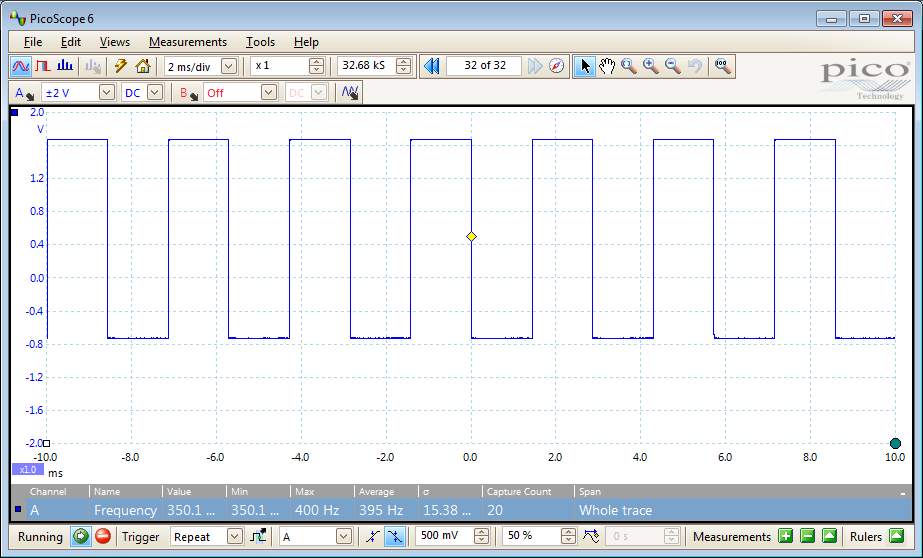 PicoScope 6
File Edit Views Measurements Tools Help
2 ms/div x 1 32.68 kS 32 of 32
pico
Technology
A ±2 V DC B Off DC
2.0
V
1.2
0.8
0.4
0.0
-0.4
-0.8
-1.2
-1.6
-2.0
-10.0 -8.0 -6.0 -4.0 -2.0 0.0 2.0 4.0 6.0 8.0 10.0
x1.0 ms
Channel Name Value Min Max Average σ Capture Count Span
A Frequency 350.1 ... 350.1 ... 400 Hz 395 Hz 15.38 ... 20 Whole trace
Running Trigger Repeat A 500 mV 50 % 0 s Measurements Rulers